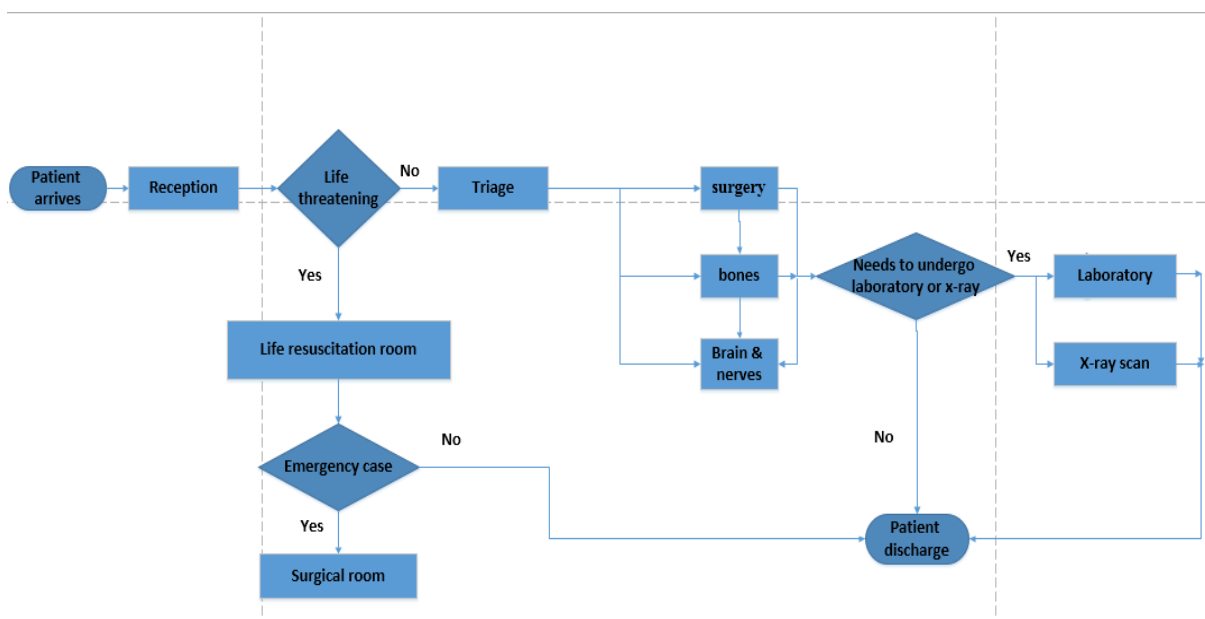 Patient
arrives
Reception
Life
threatening
No
Triage
surgery
Yes
bones
Needs to undergo
laboratory or x-ray
Yes
Laboratory
Life resuscitation room
Brain &
nerves
X-ray scan
Emergency case
No
No
Yes
Patient
discharge
Surgical room